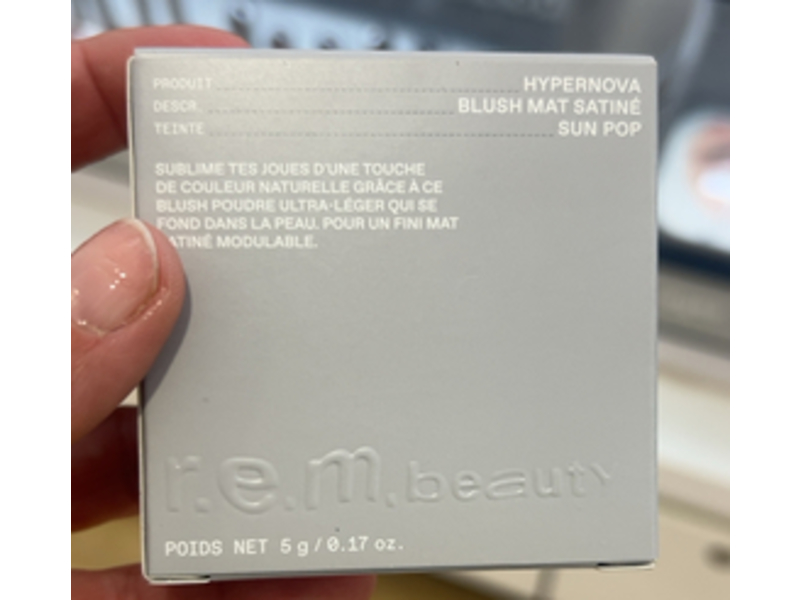 PRODUIT HYPERNOVA
DESCR. BLUSH MAT SATINÉ
TEINTE SUN POP
SUBLIME TES JOUES D'UNE TOUCHE
DE COULEUR NATURELLE GRÂCE À CE
BLUSH POUDRE ULTRA-LÉGER QUI SE
FOND DANS LA PEAU. POUR UN FINI MAT
SATINÉ MODULABLE.
r.e.m.beauty
POIDS NET 5 g / 0.17 oz.